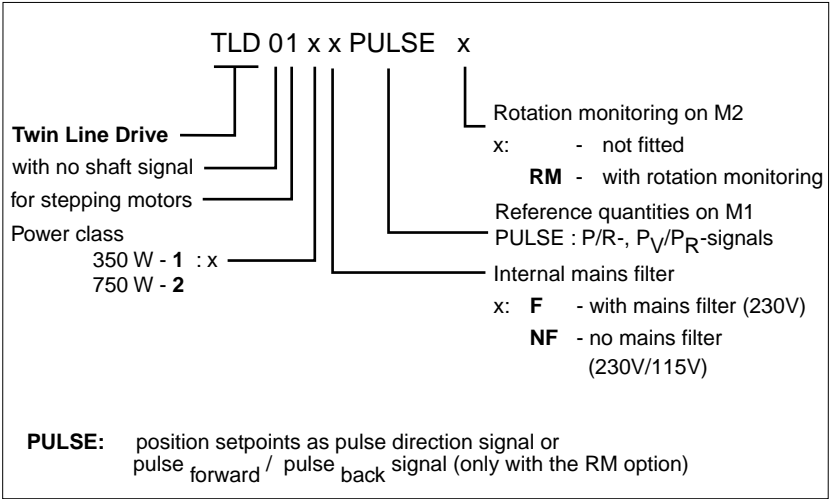 TLD 01 x x PULSE x
Twin Line Drive
with no shaft signal
for stepping motors
Power class
350 W - 1 : x
750 W - 2
Rotation monitoring on M2
x: - not fitted
RM - with rotation monitoring
Reference quantities on M1
PULSE : P/R-, PV/PR-signals
Internal mains filter
x: F - with mains filter (230V)
NF - no mains filter
(230V/115V)
PULSE: position setpoints as pulse direction signal or
pulse forward / pulse back signal (only with the RM option)